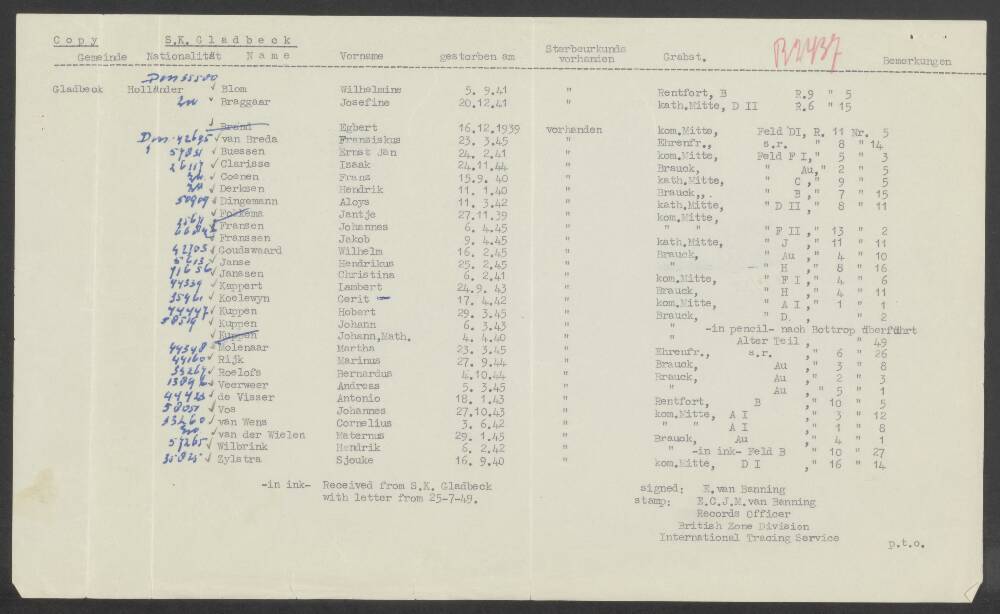 Copy S.K. Gladbeck B2437
Gemeinde Nationalität Name Vorname gestorben am Sterbeurkunde vorhanden Grabst. Bemerkungen
Gladbeck Holländer Blom Wilhelmina 5. 9.41 " Rentfort, B R.9 " 5
Braggaar Josefine 20.12.41 " kath.Mitte, D II R.6 " 15
Brand Egbert 16.12.1939 vorhanden kom.Mitte, Feld DI, R. 11 Nr. 5
van Breda Franziskus 23. 3.45 " Ehrenfr., s.r. " 8 " 14
Buessen Ernst Jan 24. 2.41 " kom.Mitte, Feld F I, " 5 " 3
Clarisse Isaak 24.11.44 " Brauck, " Au, " 2 " 5
Coenen Frans 15.9. 40 " kath.Mitte, " C , " 9 " 5
Derksen Hendrik 11. 1.40 " Brauck,,. " B , " 7 " 15
Dingemann Aloys 11. 3.42 " kath.Mitte, " D II , " 8 " 11
Fokkema Jantje 27.11.39 " kom.Mitte,
Fransen Johannes 6. 4.45 " " " " F II , " 13 " 2
Franssen Jakob 9. 4.45 " kath.Mitte, " J , " 11 " 11
Goudswaard Wilhelm 16. 2.45 " Brauck, " Au , " 4 " 10
Janse Hendrikus 25. 2.45 " " " H , " 8 " 16
Janssen Christina 6. 2.41 " kom.Mitte, " F I , " 4 " 6
Kappert Lambert 24.9. 43 " Brauck, " H , " 4 " 11
Koelewyn Gerit 17. 4.42 " kom.Mitte, " A I , " 1 " 1
Kuppen Hobert 29. 3.45 " Brauck, " D. , " 2
Kuppen Johann 6. 3.43 " " -in pencil- nach Bottrop überführt
Kuppen Johann,Math. 4. 4.40 " " Alter Teil , " 49
Molenaar Martha 23. 3.45 " Ehrenfr., s.r. , " 6 " 26
Rijk Marinus 27. 9.44 " Brauck, Au , " 3 " 8
Roelofs Bernardus 4.10.44 " Brauck, Au , " 2 " 3
Veerweer Andreas 5. 3.45 " " Au , " 5 " 1
de Visser Antonio 18. 1.43 " Rentfort, B , " 10 " 5
Vos Johannes 27.10.43 " kom.Mitte, A I , " 3 " 12
van Wens Cornelius 3. 6.42 " " " A I , " 1 " 8
van der Wielen Maternus 29. 1.45 " Brauck, Au , " 4 " 1
Wilbrink Hendrik 6. 2.42 " " -in ink- Feld B " 10 " 27
Zylstra Sjouke 16. 9.40 " kom.Mitte, D I , " 16 " 14
-in ink- Received from S.K. Gladbeck
with letter from 25-7-49.
signed: E. van Banning
stamp: E.C.J.M.van Banning
Records Officer
British Zone Division
International Tracing Service
p.t.o.